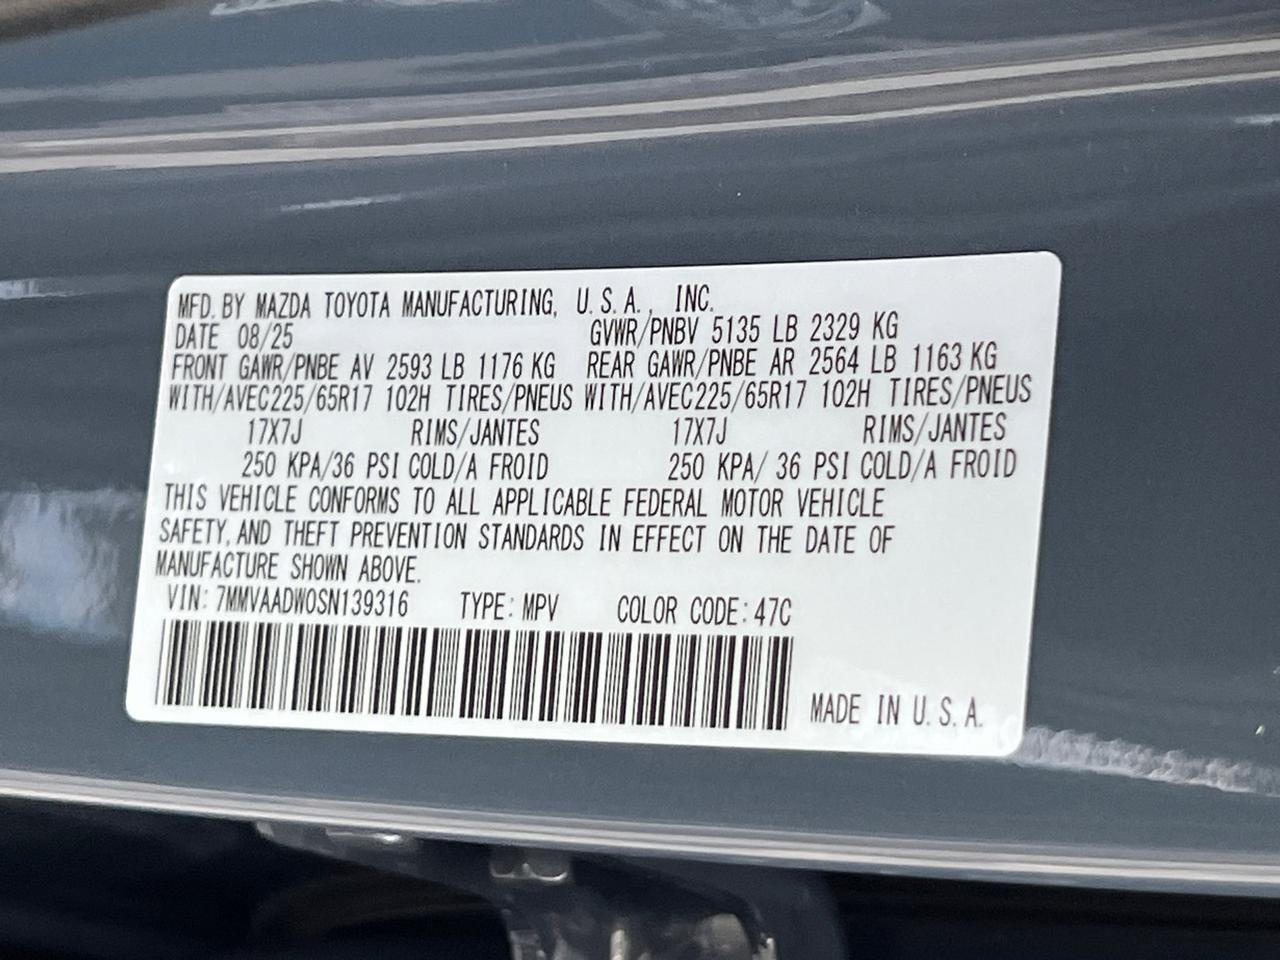 MFD. BY MAZDA TOYOTA MANUFACTURING, U.S.A., INC.
DATE 08/25 GVWR/PNBV 5135 LB 2329 KG
FRONT GAWR/PNBE AV 2593 LB 1176 KG REAR GAWR/PNBE AR 2564 LB 1163 KG
WITH/AVEC225/65R17 102H TIRES/PNEUS WITH/AVEC225/65R17 102H TIRES/PNEUS
17X7J RIMS/JANTES 17X7J RIMS/JANTES
250 KPA/36 PSI COLD/A FROID 250 KPA/ 36 PSI COLD/A FROID
THIS VEHICLE CONFORMS TO ALL APPLICABLE FEDERAL MOTOR VEHICLE
SAFETY, AND THEFT PREVENTION STANDARDS IN EFFECT ON THE DATE OF
MANUFACTURE SHOWN ABOVE.
VIN: 7MMVAADW0SN139316 TYPE: MPV COLOR CODE: 47C
MADE IN U.S.A.